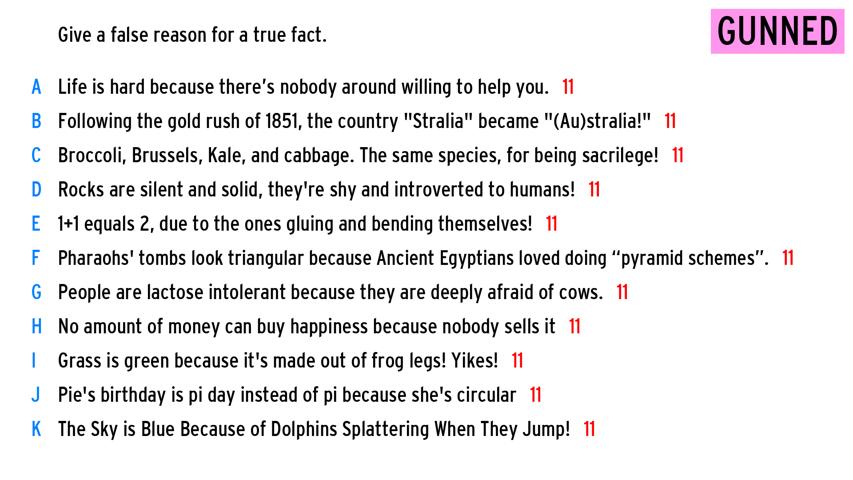 Give a false reason for a true fact.
GUNNED
A Life is hard because there's nobody around willing to help you. 11
B Following the gold rush of 1851, the country "Stralia" became "(Au)stralia!" 11
C Broccoli, Brussels, Kale, and cabbage. The same species, for being sacrilege! 11
D Rocks are silent and solid, they're shy and introverted to humans! 11
E 1+1 equals 2, due to the ones gluing and bending themselves! 11
F Pharaohs' tombs look triangular because Ancient Egyptians loved doing “pyramid schemes”. 11
G People are lactose intolerant because they are deeply afraid of cows. 11
H No amount of money can buy happiness because nobody sells it 11
I Grass is green because it's made out of frog legs! Yikes! 11
J Pie's birthday is pi day instead of pi because she's circular 11
K The Sky is Blue Because of Dolphins Splattering When They Jump! 11